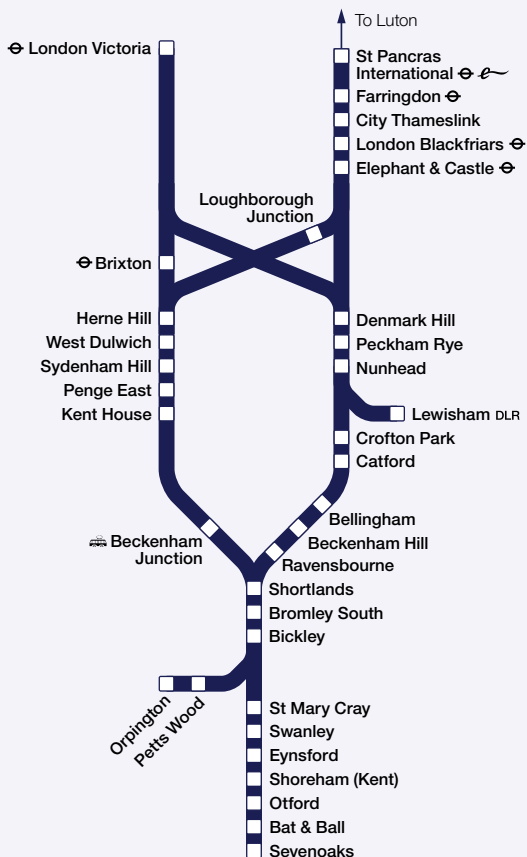 To Luton
London Victoria
St Pancras
International
Farringdon
City Thameslink
London Blackfriars
Elephant & Castle
Loughborough
Junction
Brixton
Herne Hill
West Dulwich
Sydenham Hill
Penge East
Kent House
Denmark Hill
Peckham Rye
Nunhead
Lewisham DLR
Crofton Park
Catford
Bellingham
Beckenham Hill
Ravensbourne
Beckenham
Junction
Shortlands
Bromley South
Bickley
Orpington
Petts Wood
St Mary Cray
Swanley
Eynsford
Shoreham (Kent)
Otford
Bat & Ball
Sevenoaks